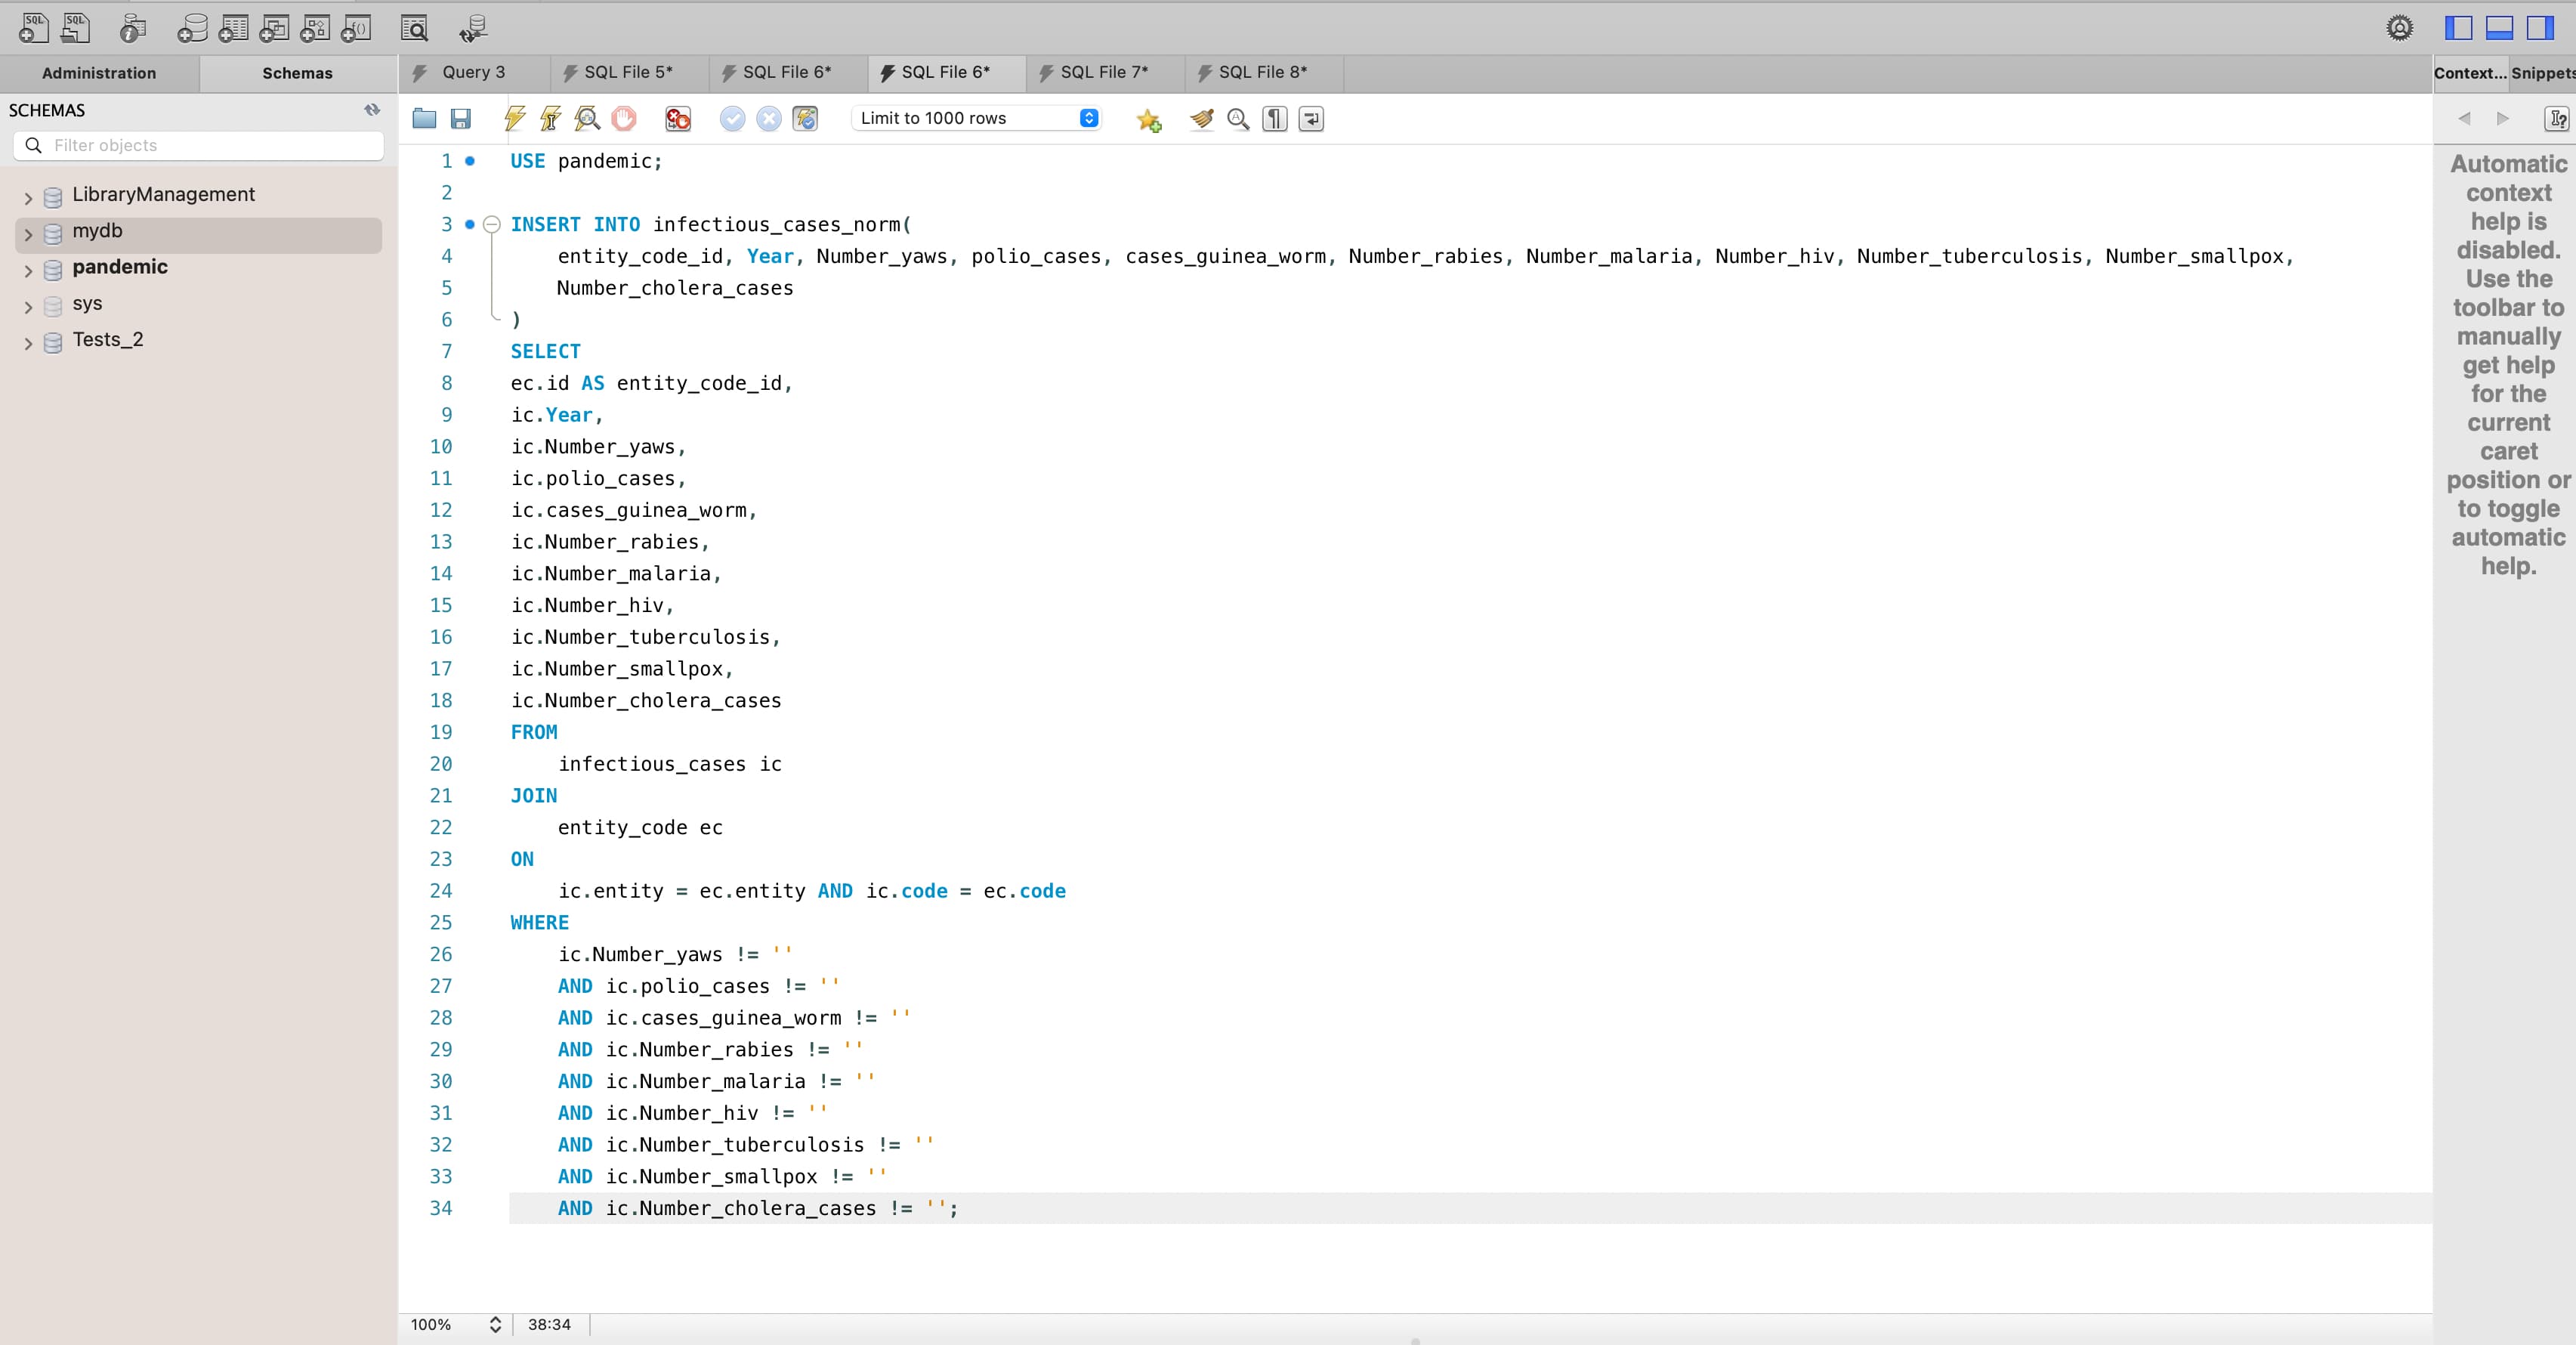 SQL
SQL
Administration
Schemas
Query 3
SQL File 5*
SQL File 6*
SQL File 6*
SQL File 7*
SQL File 8*
Context...
Snippets
SCHEMAS
Filter objects
LibraryManagement
mydb
pandemic
sys
Tests_2
Limit to 1000 rows
1 USE pandemic;
2
3 INSERT INTO infectious_cases_norm(
4 entity_code_id, Year, Number_yaws, polio_cases, cases_guinea_worm, Number_rabies, Number_malaria, Number_hiv, Number_tuberculosis, Number_smallpox,
5 Number_cholera_cases
6 )
7 SELECT
8 ec.id AS entity_code_id,
9 ic.Year,
10 ic.Number_yaws,
11 ic.polio_cases,
12 ic.cases_guinea_worm,
13 ic.Number_rabies,
14 ic.Number_malaria,
15 ic.Number_hiv,
16 ic.Number_tuberculosis,
17 ic.Number_smallpox,
18 ic.Number_cholera_cases
19 FROM
20 infectious_cases ic
21 JOIN
22 entity_code ec
23 ON
24 ic.entity = ec.entity AND ic.code = ec.code
25 WHERE
26 ic.Number_yaws != ''
27 AND ic.polio_cases != ''
28 AND ic.cases_guinea_worm != ''
29 AND ic.Number_rabies != ''
30 AND ic.Number_malaria != ''
31 AND ic.Number_hiv != ''
32 AND ic.Number_tuberculosis != ''
33 AND ic.Number_smallpox != ''
34 AND ic.Number_cholera_cases != '';
100%
38:34
Automatic
context
help is
disabled.
Use the
toolbar to
manually
get help
for the
current
caret
position or
to toggle
automatic
help.